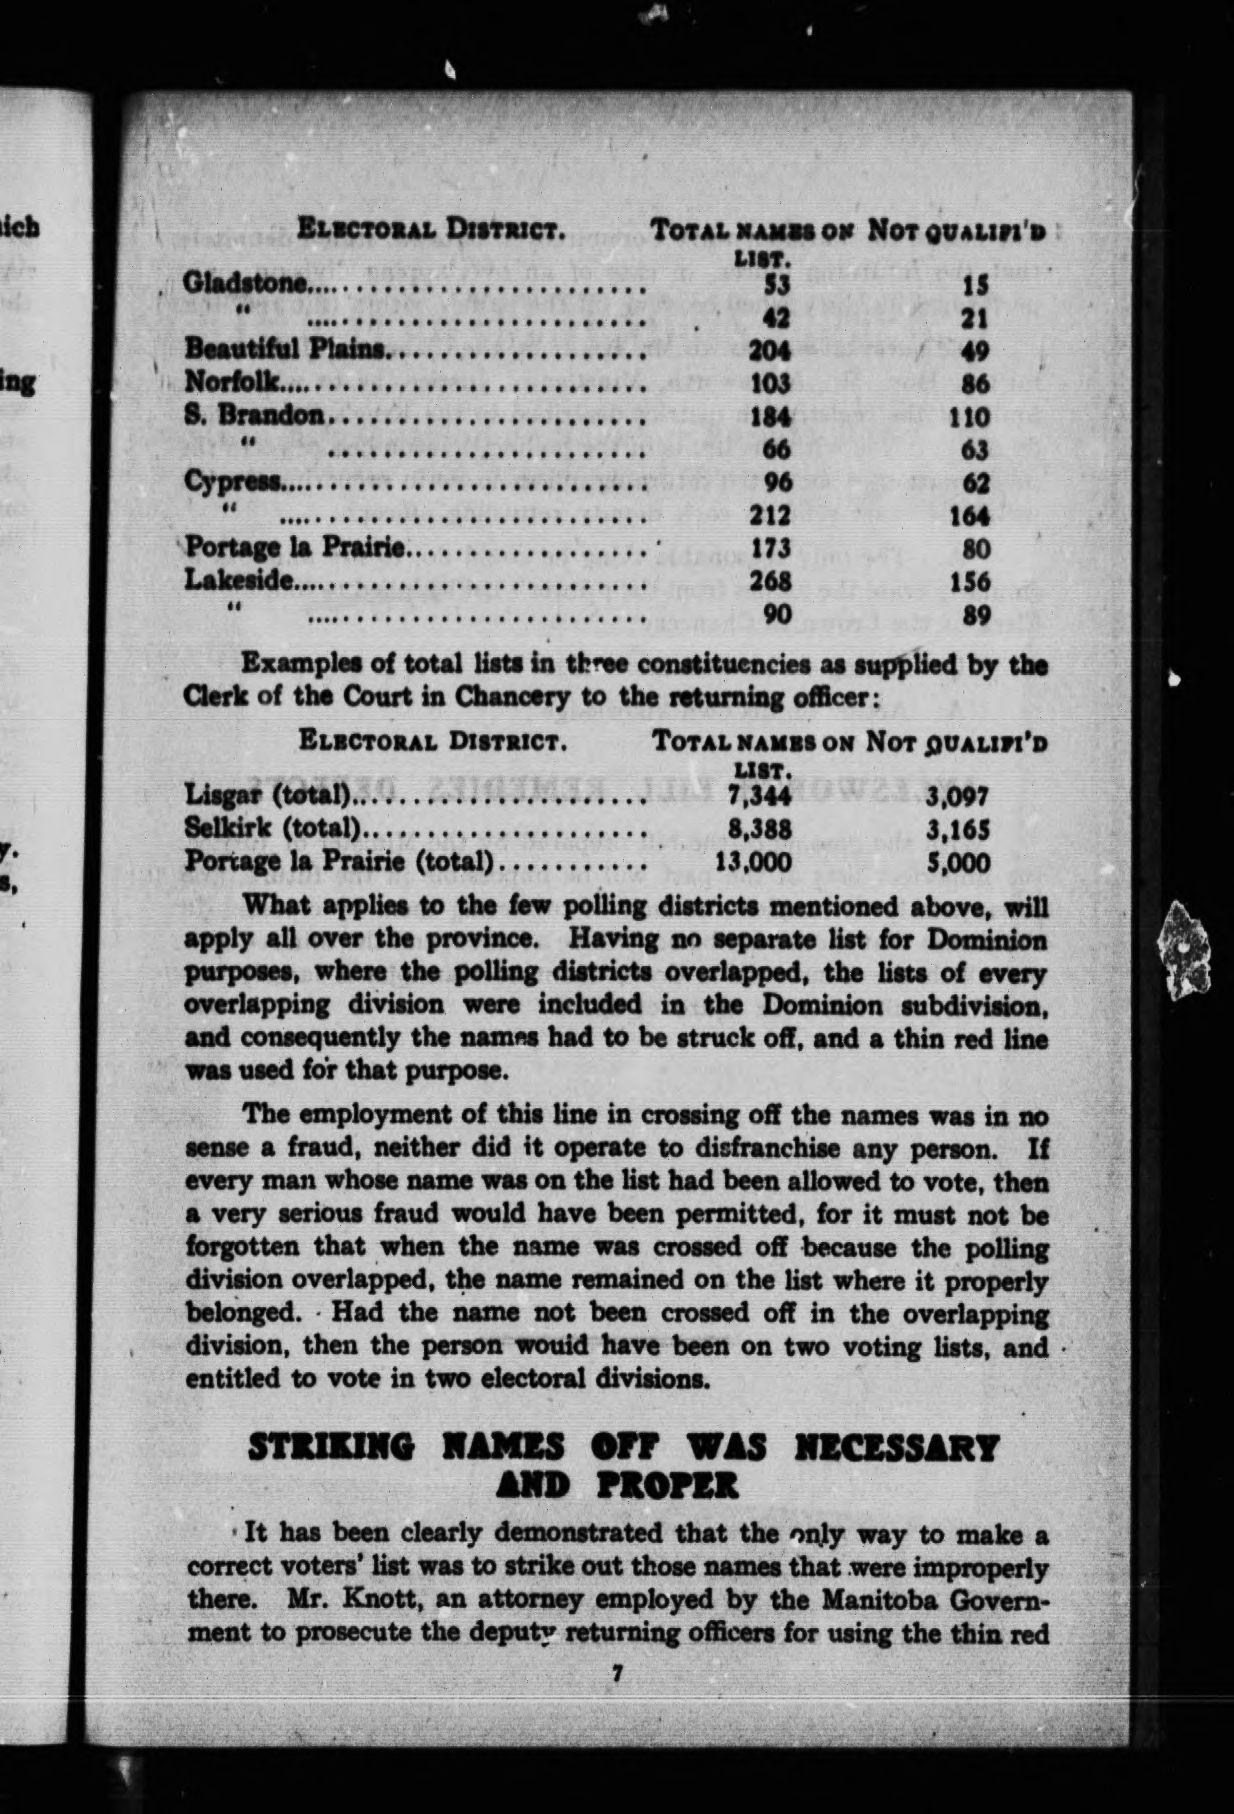 ich
ing
y.
s,
ELECTORAL DISTRICT. TOTAL NAMES ON NOT QUALIFI'D
LIST.
Gladstone........................ 53 15
" ........................ 42 21
Beautiful Plains................... 204 49
Norfolk........................ 103 86
S. Brandon....................... 184 110
" ....................... 66 63
Cypress.......................... 96 62
" .......................... 212 164
Portage la Prairie.................. 173 80
Lakeside......................... 268 156
" ......................... 90 89
Examples of total lists in three constituencies as supplied by the
Clerk of the Court in Chancery to the returning officer:
ELECTORAL DISTRICT. TOTAL NAMES ON NOT QUALIFI'D
LIST.
Lisgar (total)...................... 7,344 3,097
Selkirk (total)..................... 8,388 3,165
Portage la Prairie (total)........... 13,000 5,000
What applies to the few polling districts mentioned above, will
apply all over the province. Having no separate list for Dominion
purposes, where the polling districts overlapped, the lists of every
overlapping division were included in the Dominion subdivision,
and consequently the names had to be struck off, and a thin red line
was used for that purpose.
The employment of this line in crossing off the names was in no
sense a fraud, neither did it operate to disfranchise any person. If
every man whose name was on the list had been allowed to vote, then
a very serious fraud would have been permitted, for it must not be
forgotten that when the name was crossed off because the polling
division overlapped, the name remained on the list where it properly
belonged. Had the name not been crossed off in the overlapping
division, then the person would have been on two voting lists, and
entitled to vote in two electoral divisions.
STRIKING NAMES OFF WAS NECESSARY
AND PROPER
It has been clearly demonstrated that the only way to make a
correct voters' list was to strike out those names that were improperly
there. Mr. Knott, an attorney employed by the Manitoba Govern-
ment to prosecute the deputy returning officers for using the thin red
7